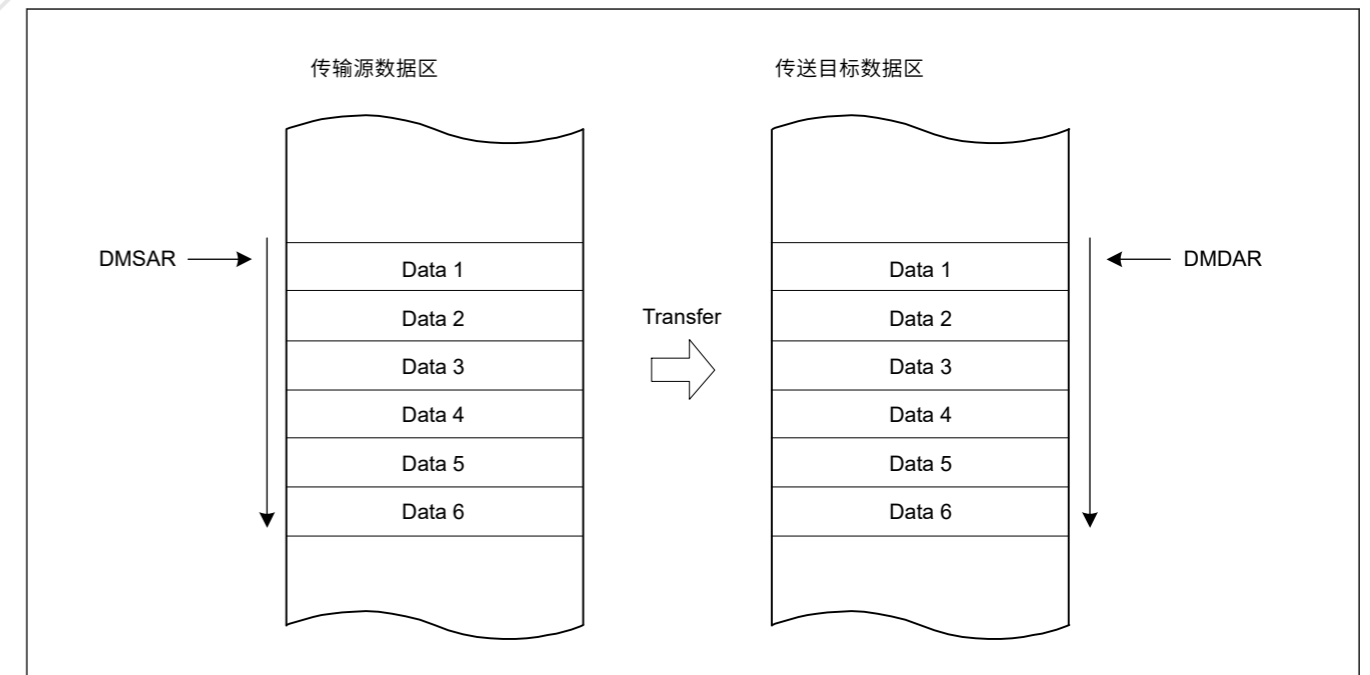 传输源数据区
传送目标数据区
DMSAR
Data 1
Data 2
Data 3
Data 4
Data 5
Data 6
Transfer
Data 1
Data 2
Data 3
Data 4
Data 5
Data 6
DMDAR